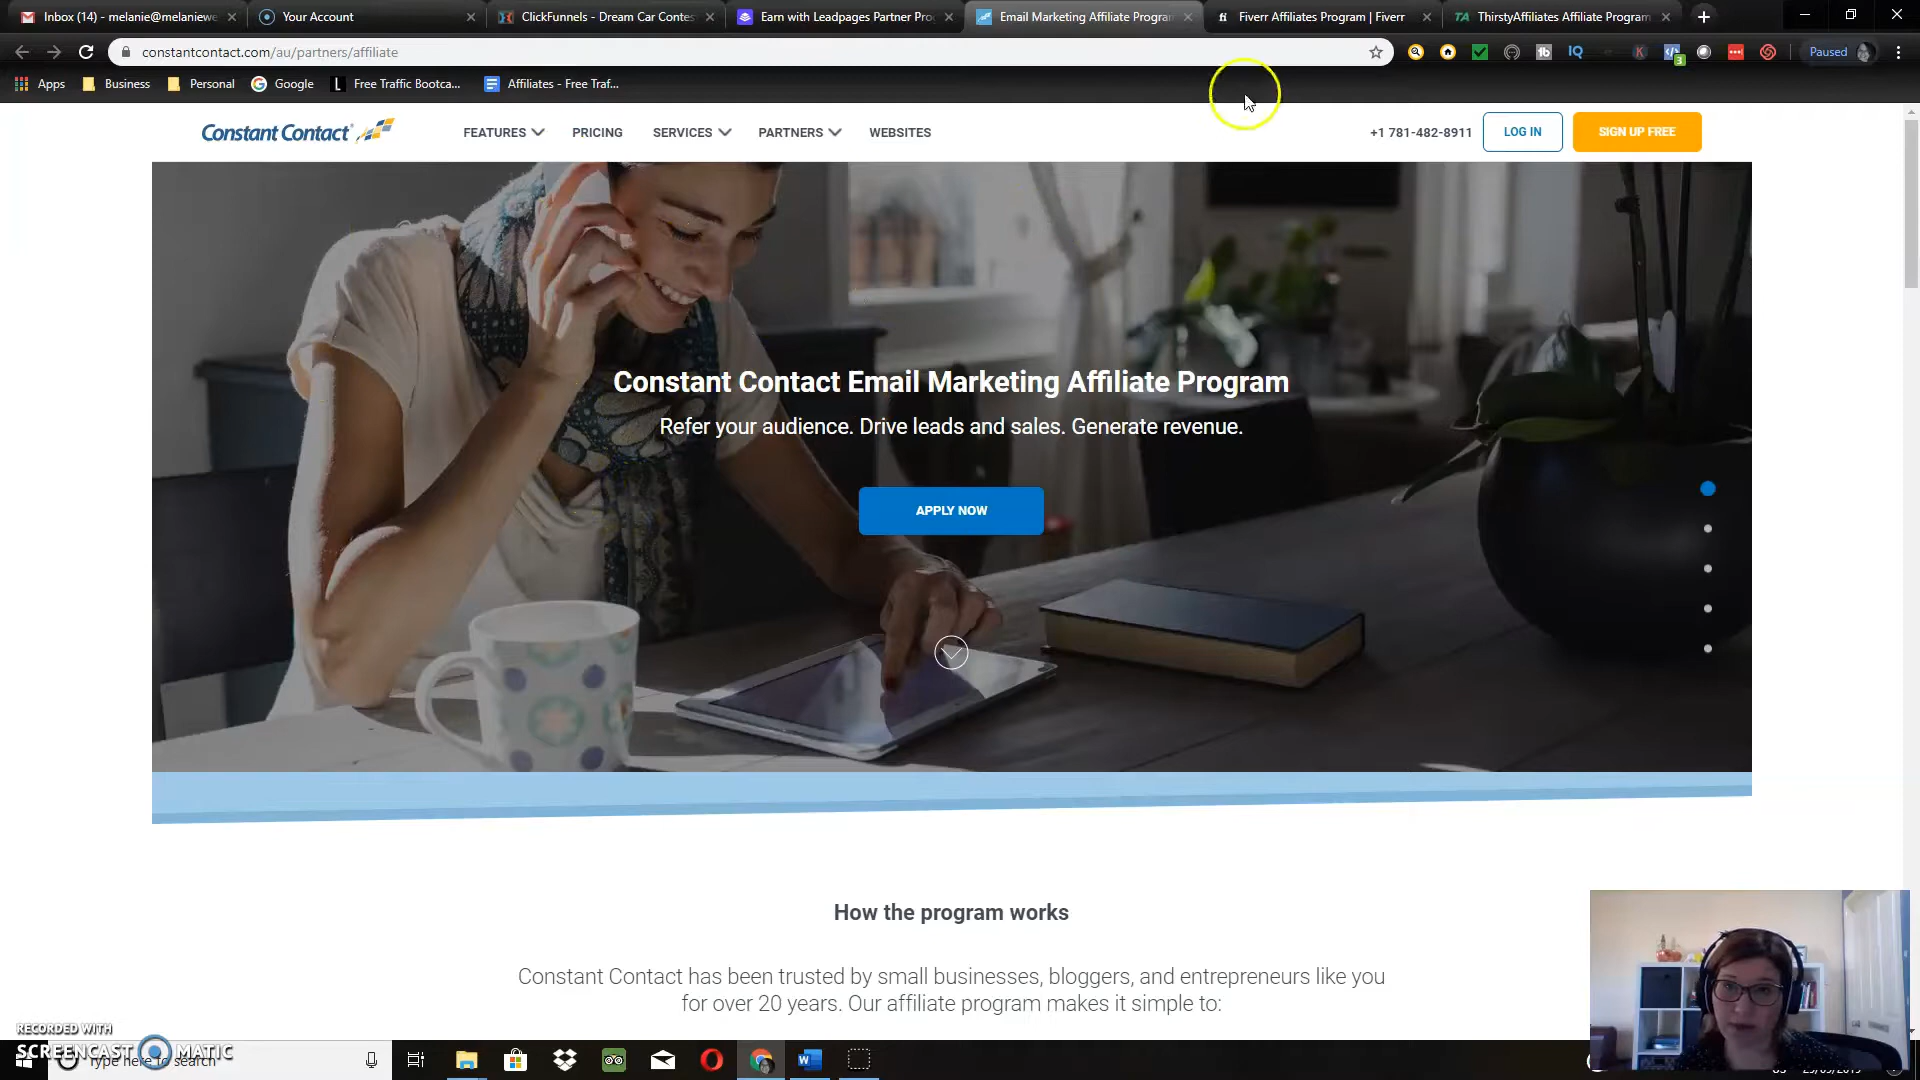 Inbox (14) - melanie@melaniewe
Your Account
ClickFunnels - Dream Car Contes
Earn with Leadpages Partner Pro
Email Marketing Affiliate Program
Fiverr Affiliates Program | Fiverr
ThirstyAffiliates Affiliate Program
constantcontact.com/au/partners/affiliate
Paused
Apps
Business
Personal
Google
Free Traffic Bootca...
Affiliates - Free Traf...
Constant Contact
FEATURES
PRICING
SERVICES
PARTNERS
WEBSITES
+1 781-482-8911
LOG IN
SIGN UP FREE
Constant Contact Email Marketing Affiliate Program
Refer your audience. Drive leads and sales. Generate revenue.
APPLY NOW
How the program works
Constant Contact has been trusted by small businesses, bloggers, and entrepreneurs like you
for over 20 years. Our affiliate program makes it simple to:
RECORDED WITH
SCREENCAST MATIC
Type here to search